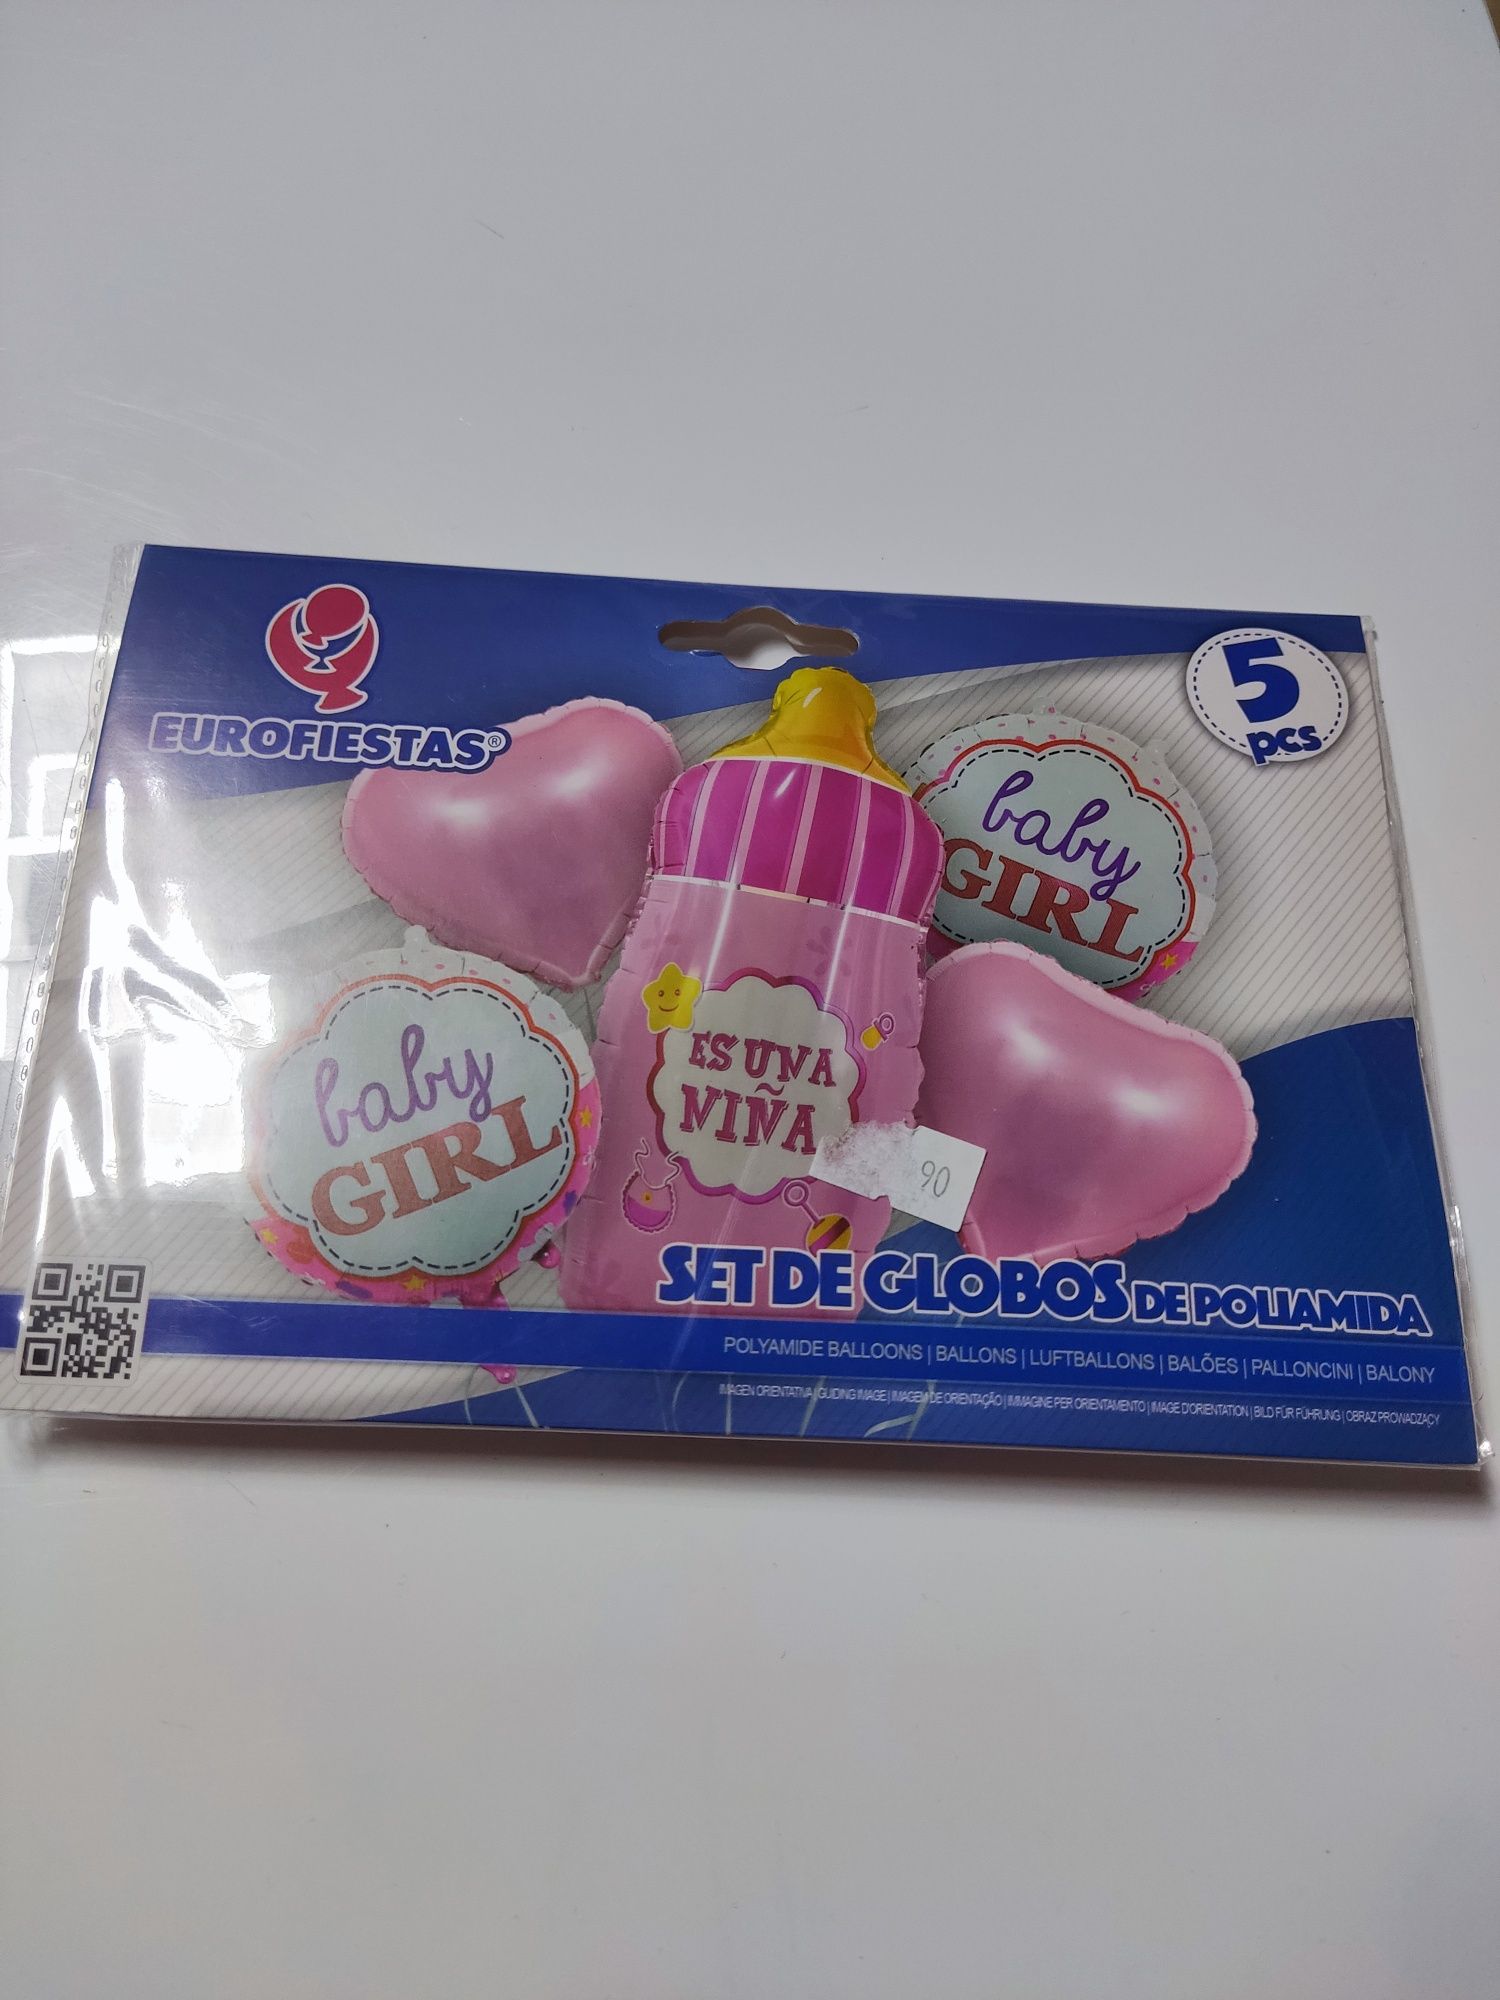 EUROFIESTAS®
5
pcs
baby
GIRL
baby
GIRL
ES UNA
NIÑA
90
SET DE GLOBOS DE POLIAMIDA
POLYAMIDE BALLOONS | BALLONS | LUFTBALLONS | BALÕES | PALLONCINI | BALONY
IMAGEN ORIENTATIVA | GUIDING IMAGE | IMAGEM DE ORIENTAÇÃO | IMMAGINE PER ORIENTAMENTO | IMAGE D'ORIENTATION | BILD FÜR FÜHRUNG | OBRAZ PROWADZĄCY